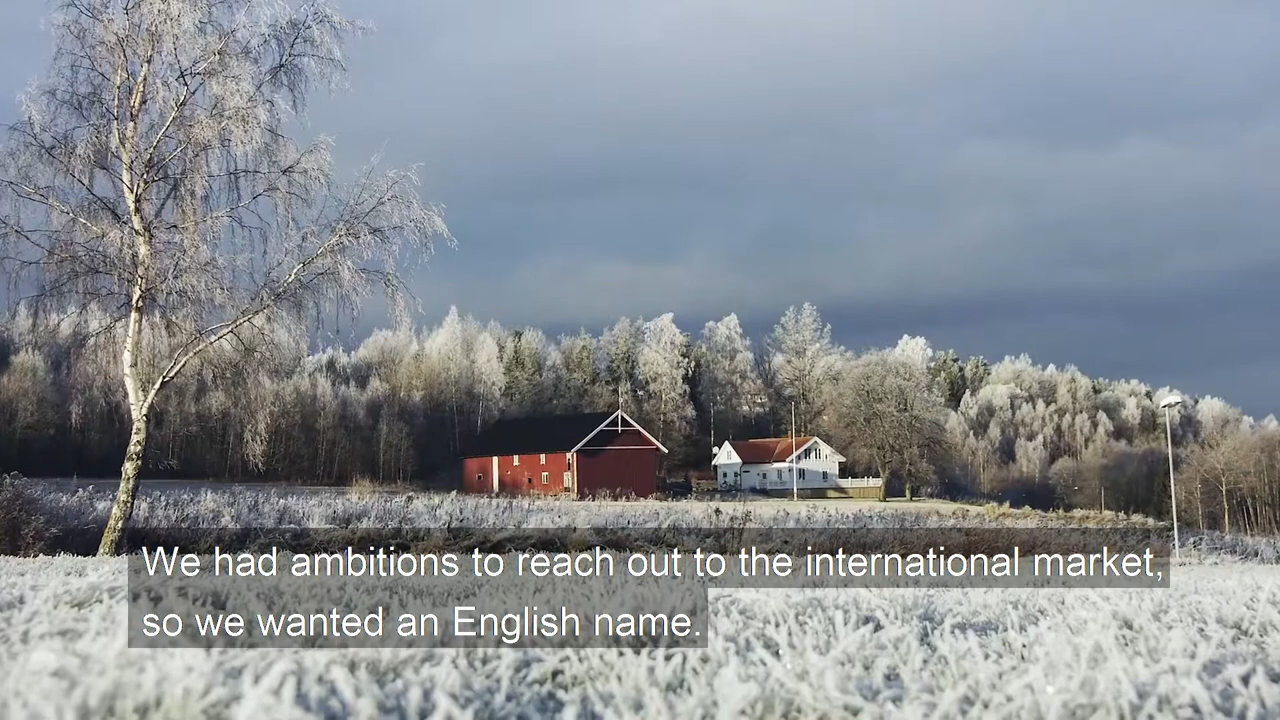 We had ambitions to reach out to the international market,
so we wanted an English name.